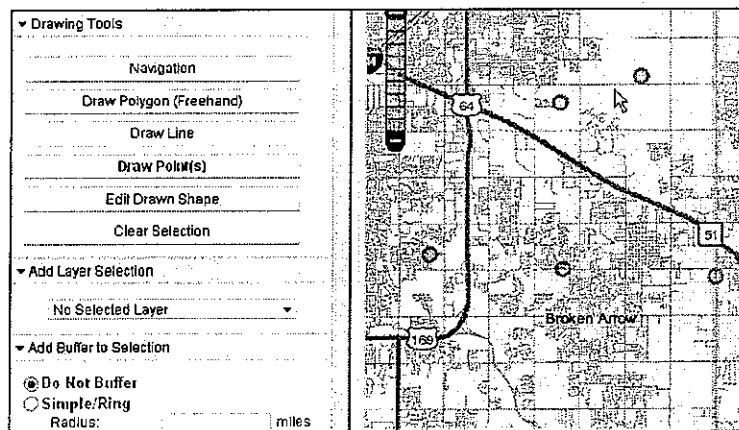 Drawing Tools
Navigation
Draw Polygon (Freehand)
Draw Line
Draw Point(s)
Edit Drawn Shape
Clear Selection
Add Layer Selection
No Selected Layer
Add Buffer to Selection
Do Not Buffer
Simple/Ring
Radius: miles
64
51
Broken Arrow
169